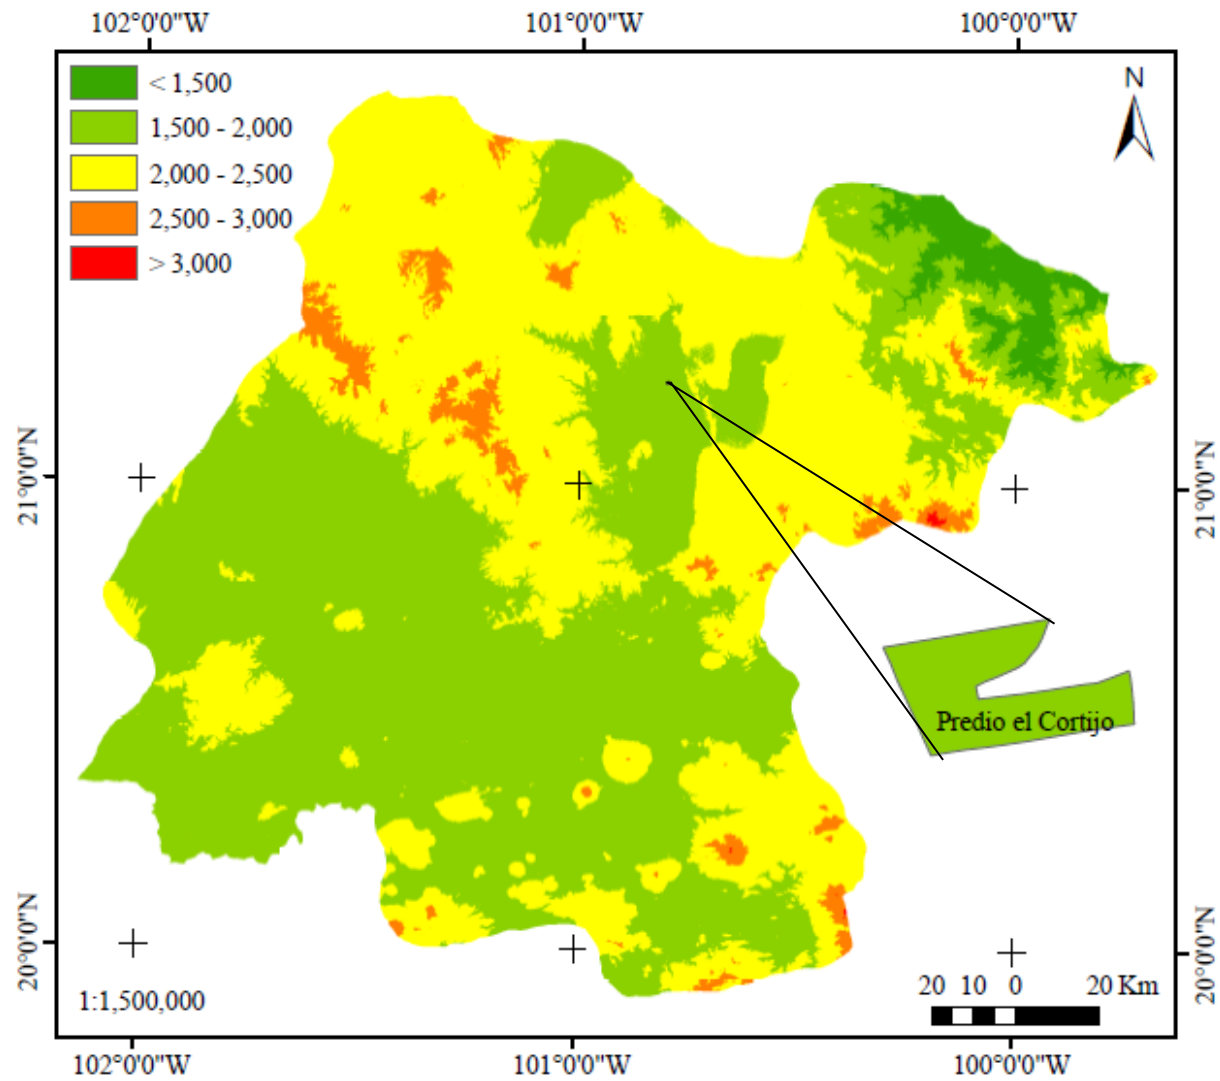 102°0'0"W 101°0'0"W 100°0'0"W
< 1,500
1,500 - 2,000
2,000 - 2,500
2,500 - 3,000
> 3,000
N
21°0'0"N
21°0'0"N
Predio el Cortijo
20°0'0"N
20°0'0"N
20 10 0 20 Km
1:1,500,000
102°0'0"W 101°0'0"W 100°0'0"W